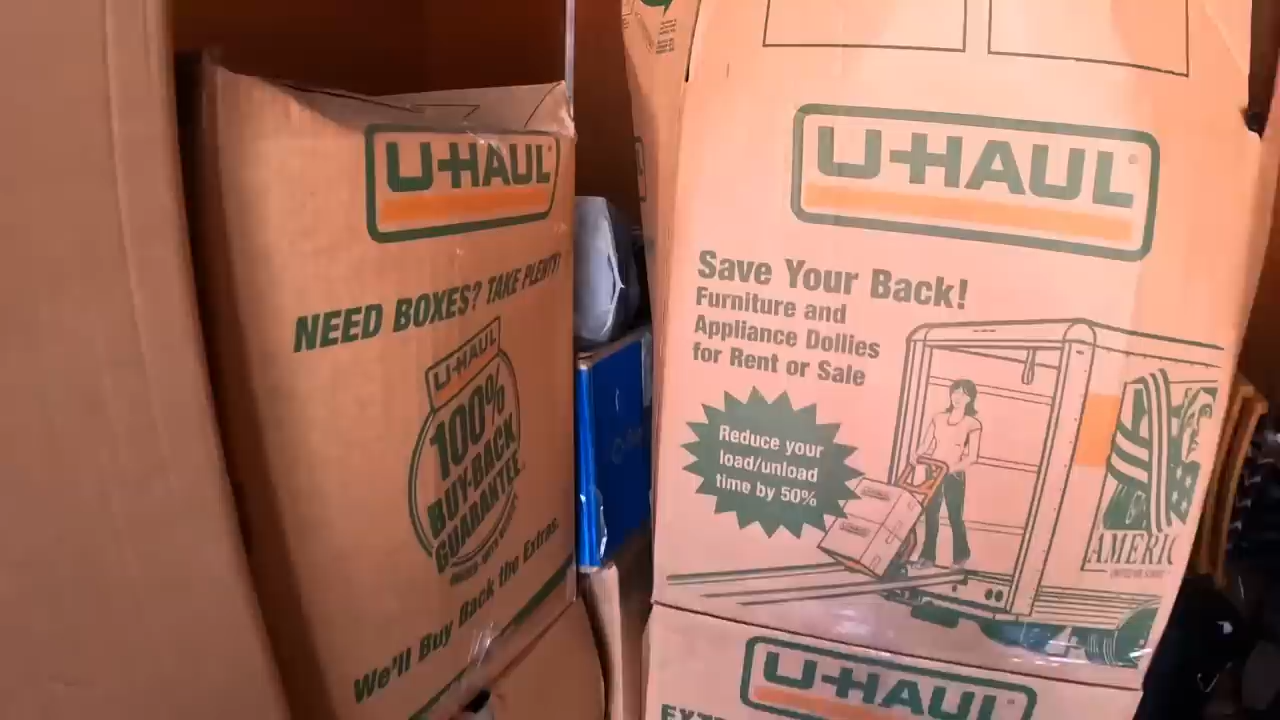 U-HAUL
NEED BOXES? TAKE PLENTY!
U-HAUL
100%
BUY-BACK
GUARANTEE
We'll Buy Back the Extras.
U-HAUL
Save Your Back!
Furniture and
Appliance Dollies
for Rent or Sale
Reduce your
load/unload
time by 50%
AMERIC
U-HAUL